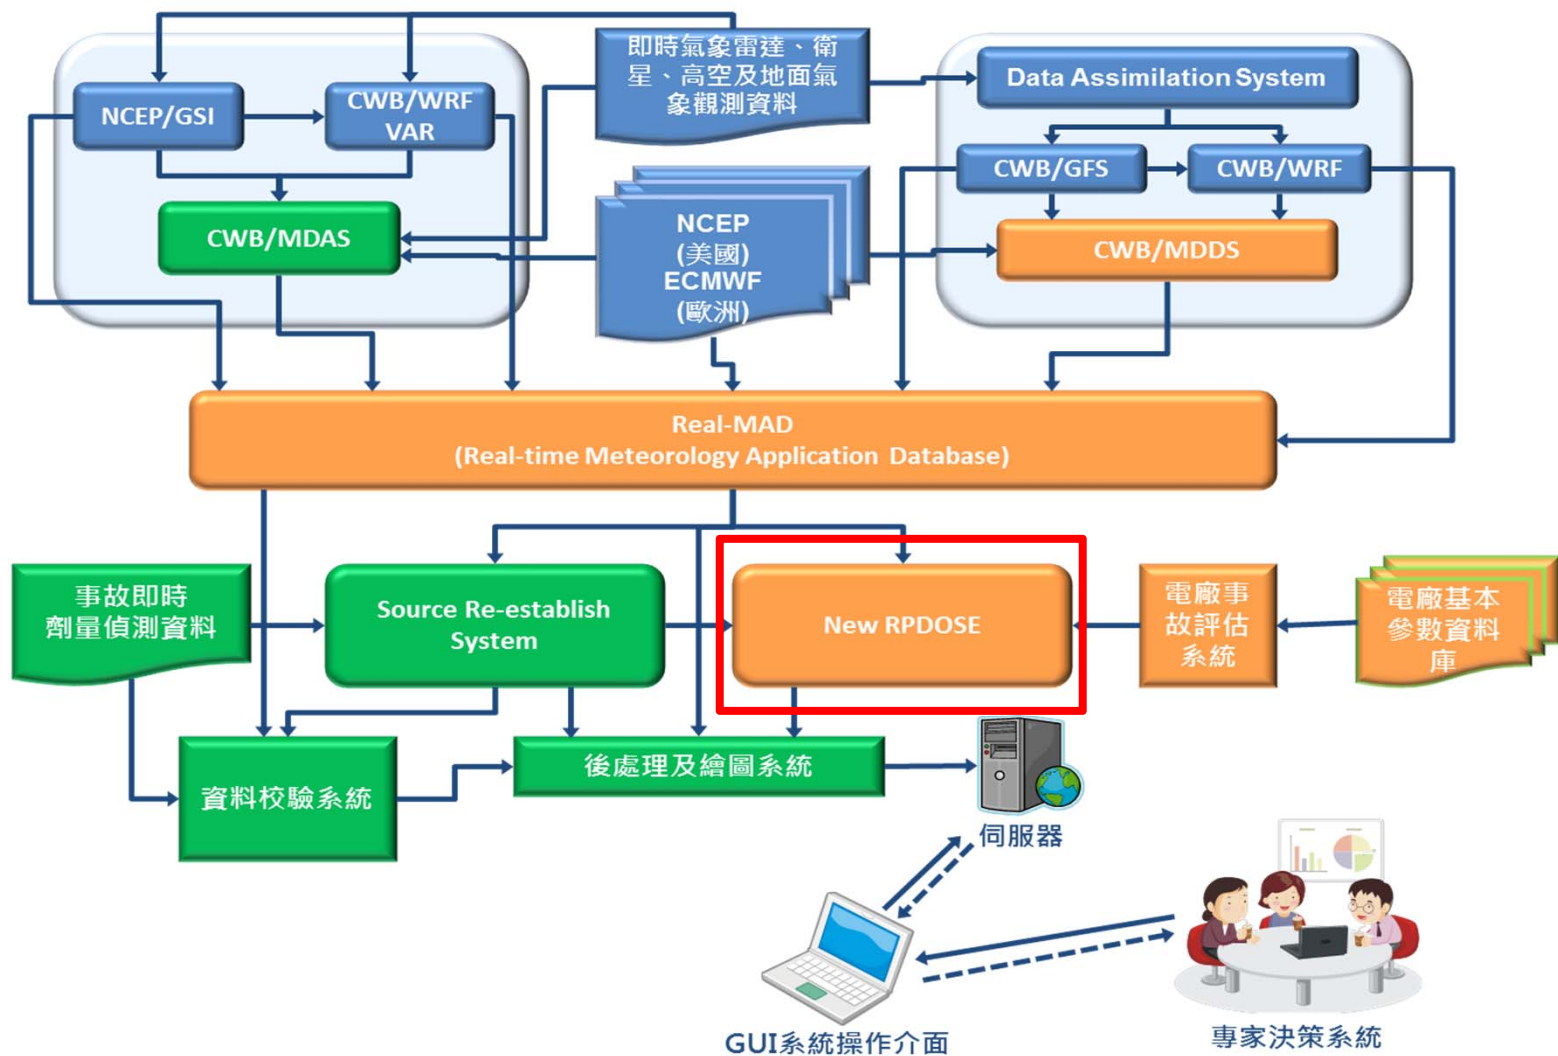 即時氣象雷達、衛
星、高空及地面氣
象觀測資料
NCEP/GSI
CWB/WRF
VAR
CWB/MDAS
NCEP
(美國)
ECMWF
(歐洲)
Data Assimilation System
CWB/GFS
CWB/WRF
CWB/MDDS
Real-MAD
(Real-time Meteorology Application Database)
事故即時
劑量偵測資料
Source Re-establish
System
New RPDOSE
電廠事
故評估
系統
電廠基本
參數資料
庫
資料校驗系統
後處理及繪圖系統
伺服器
GUI系統操作介面
專家決策系統